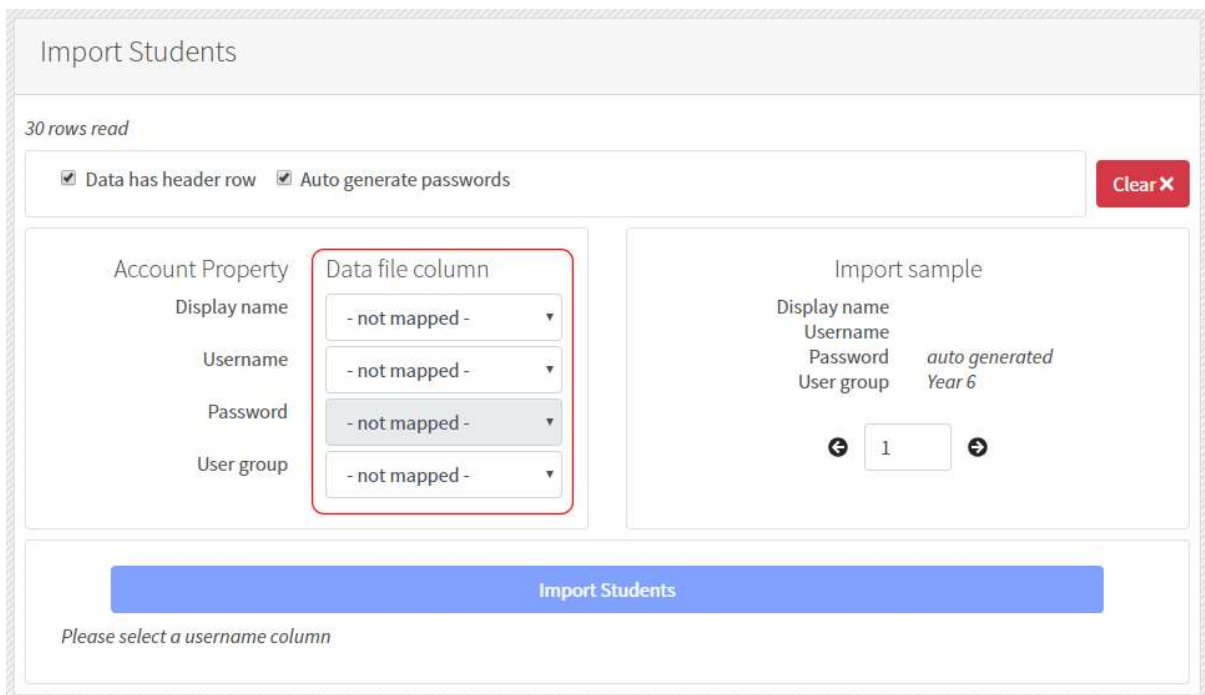 Import Students
30 rows read
Data has header row Auto generate passwords
Clear
Account Property Data file column
Display name - not mapped -
Username - not mapped -
Password - not mapped -
User group - not mapped -
Import sample
Display name
Username
Password auto generated
User group Year 6
1
Import Students
Please select a username column